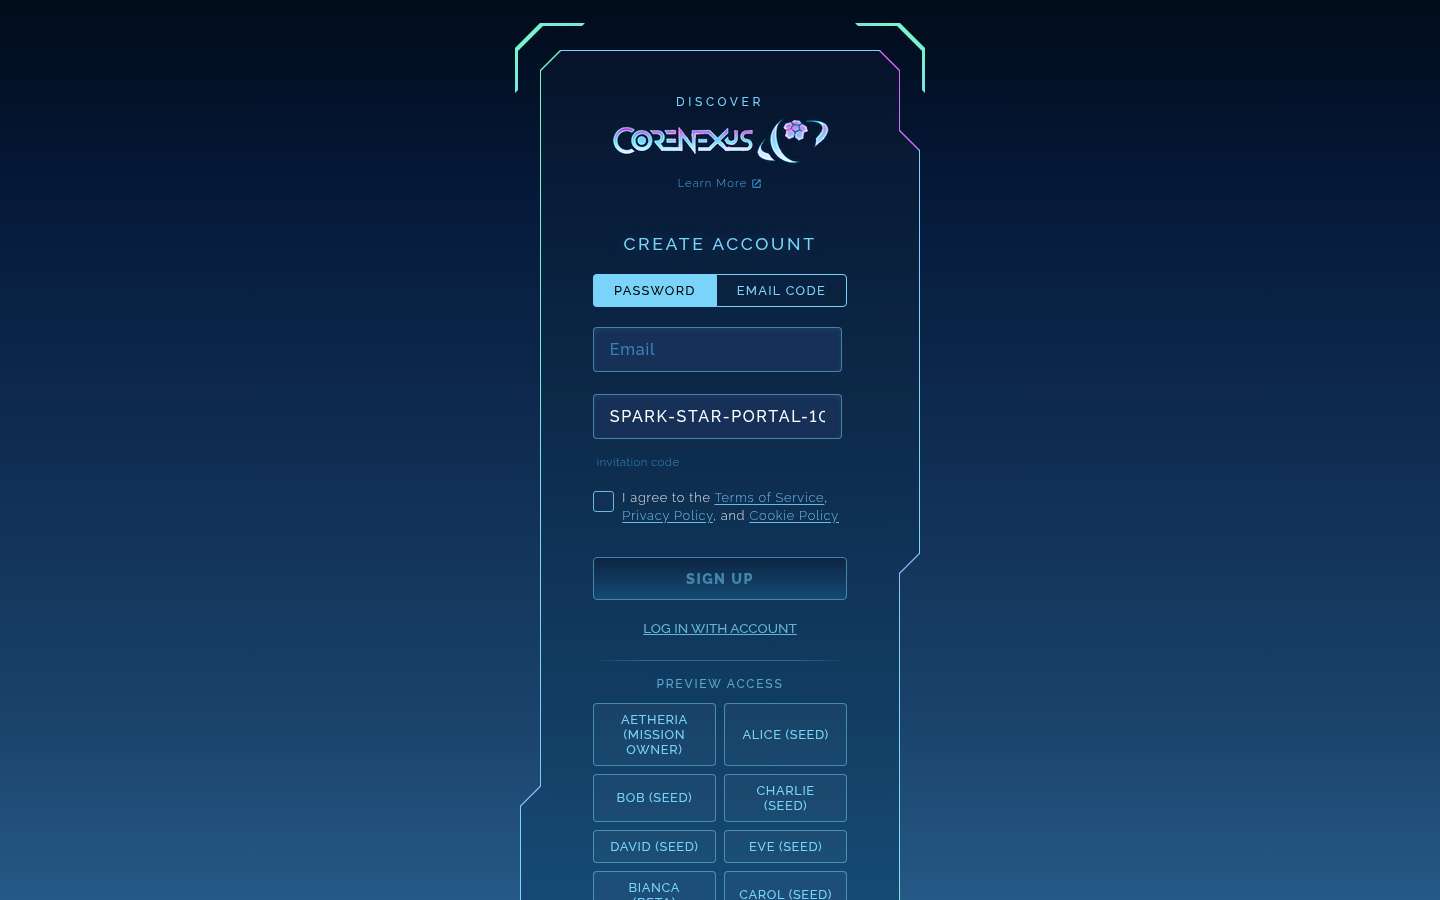 DISCOVER
CORENEXUS
Learn More
CREATE ACCOUNT
PASSWORD
EMAIL CODE
Email
SPARK-STAR-PORTAL-1
invitation code
I agree to the Terms of Service,
Privacy Policy, and Cookie Policy
SIGN UP
LOG IN WITH ACCOUNT
PREVIEW ACCESS
AETHERIA
(MISSION
OWNER)
ALICE (SEED)
BOB (SEED)
CHARLIE
(SEED)
DAVID (SEED)
EVE (SEED)
BIANCA
CAROL (SEED)